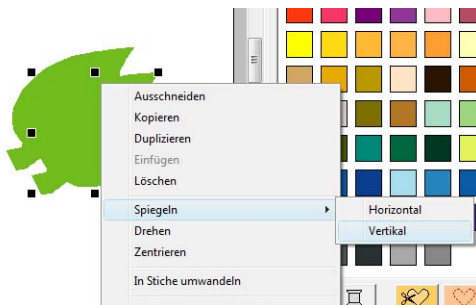 Ausschneiden
Kopieren
Duplizieren
Einfügen
Löschen
Spiegeln
Horizontal
Drehen
Vertikal
Zentrieren
In Stiche umwandeln